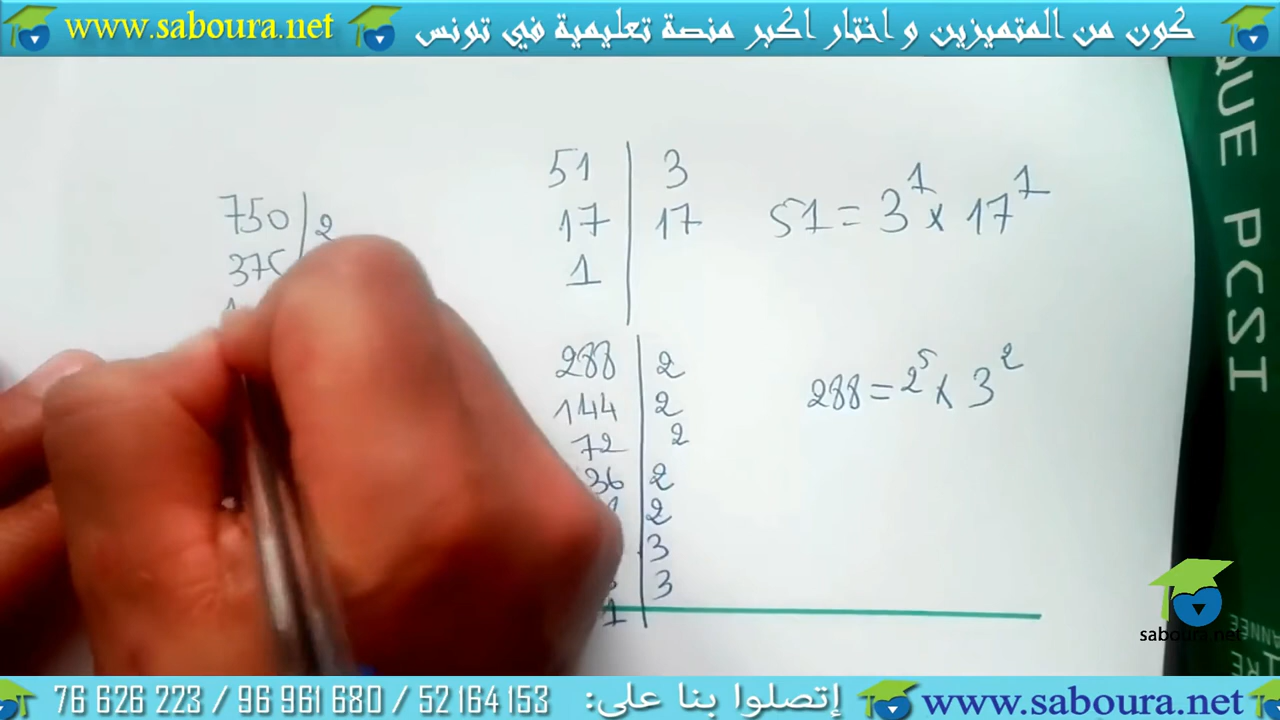 www.saboura.net كون من المتميزين و اختار اكبر منصة تعليمية في تونس
QUE PCSI
750 | 2
375
51 | 3
17 | 17
1
51 = 3^1 × 17^1
288 | 2
144 | 2
72 | 2
36 | 2
2
3
3
1
288 = 2^5 × 3^2
saboura.net
ANNEE
إتصلوا بنا على: 76 626 223 / 96 961 680 / 52 164 153
www.saboura.net